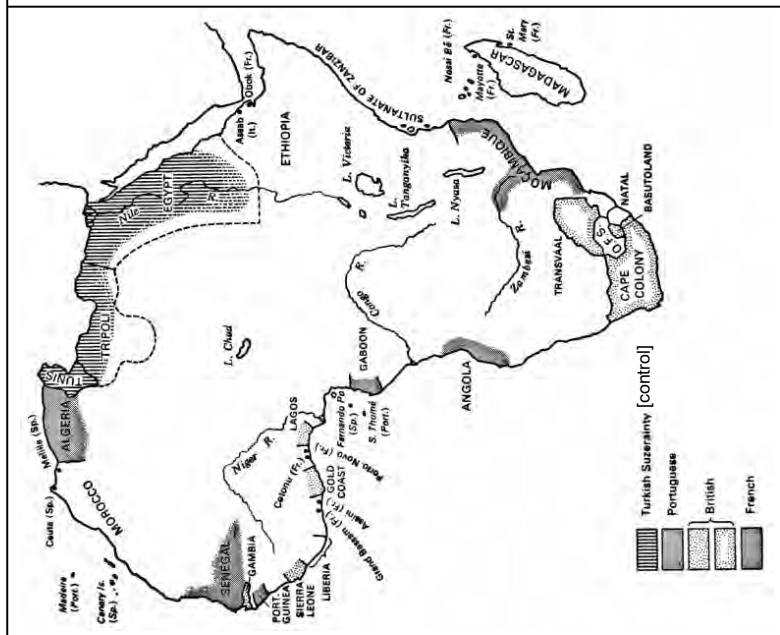 Madeira
(Port.)
Canary Is.
(Sp.)
Ceuta (Sp.)
Melilla (Sp.)
MOROCCO
ALGERIA
TUNIS
TRIPOLI
EGYPT
Nile
R.
Assab
(It.)
Obok (Fr.)
ETHIOPIA
SULTANATE OF ZANZIBAR
SENEGAL
GAMBIA
PORT.
GUINEA
SIERRA
LEONE
LIBERIA
Grand Bassam (Fr.)
Assini (Fr.)
GOLD
COAST
Cotonu (Fr.)
Porto Novo (Fr.)
LAGOS
Niger R.
L. Chad
Fernando Po
(Sp.)
S. Thomé
(Port.)
GABOON
Congo R.
L. Victoria
L.
Tanganyika
L. Nyasa
ANGOLA
Zambesi R.
MOÇAMBIQUE
Nossi Bé (Fr.)
Mayotte
(Fr.)
St.
Mary
(Fr.)
MADAGASCAR
TRANSVAAL
O.F.S.
NATAL
BASUTOLAND
CAPE
COLONY
Turkish Suzerainty [control]
Portuguese
British
French